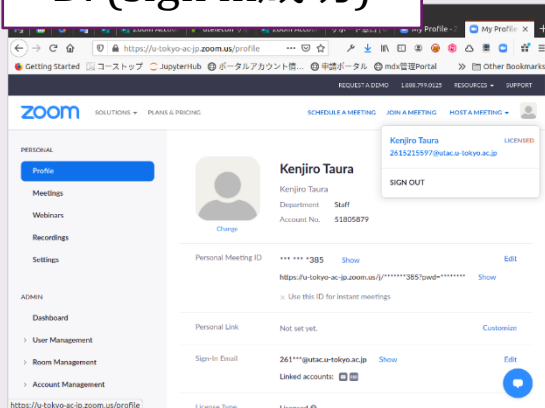 My Profile - Z
My Profile
https://u-tokyo-ac-jp.zoom.us/profile
Getting Started
コーストップ
JupyterHub
ポータルアカウント債...
申請ポータル
mdx管理Portal
Other Bookmarks
REQUEST A DEMO 1.888.799.0125 RESOURCES SUPPORT
zoom SOLUTIONS PLANS & PRICING SCHEDULE A MEETING JOIN A MEETING HOST A MEETING
Kenjiro Taura LICENSED
2615215597@utac.u-tokyo.ac.jp
SIGN OUT
PERSONAL
Profile
Meetings
Webinars
Recordings
Settings
ADMIN
Dashboard
User Management
Room Management
Account Management
https://u-tokyo-ac-jp.zoom.us/profile
Change
Kenjiro Taura
Kenjiro Taura
Department Staff
Account No. 51805879
Personal Meeting ID *** *** *385 Show Edit
https://u-tokyo-ac-jp.zoom.us/j/*******385?pwd=******** Show
× Use this ID for instant meetings
Personal Link Not set yet. Customize
Sign-In Email 261***@utac.u-tokyo.ac.jp Show Edit
Linked accounts:
License Type Licensed